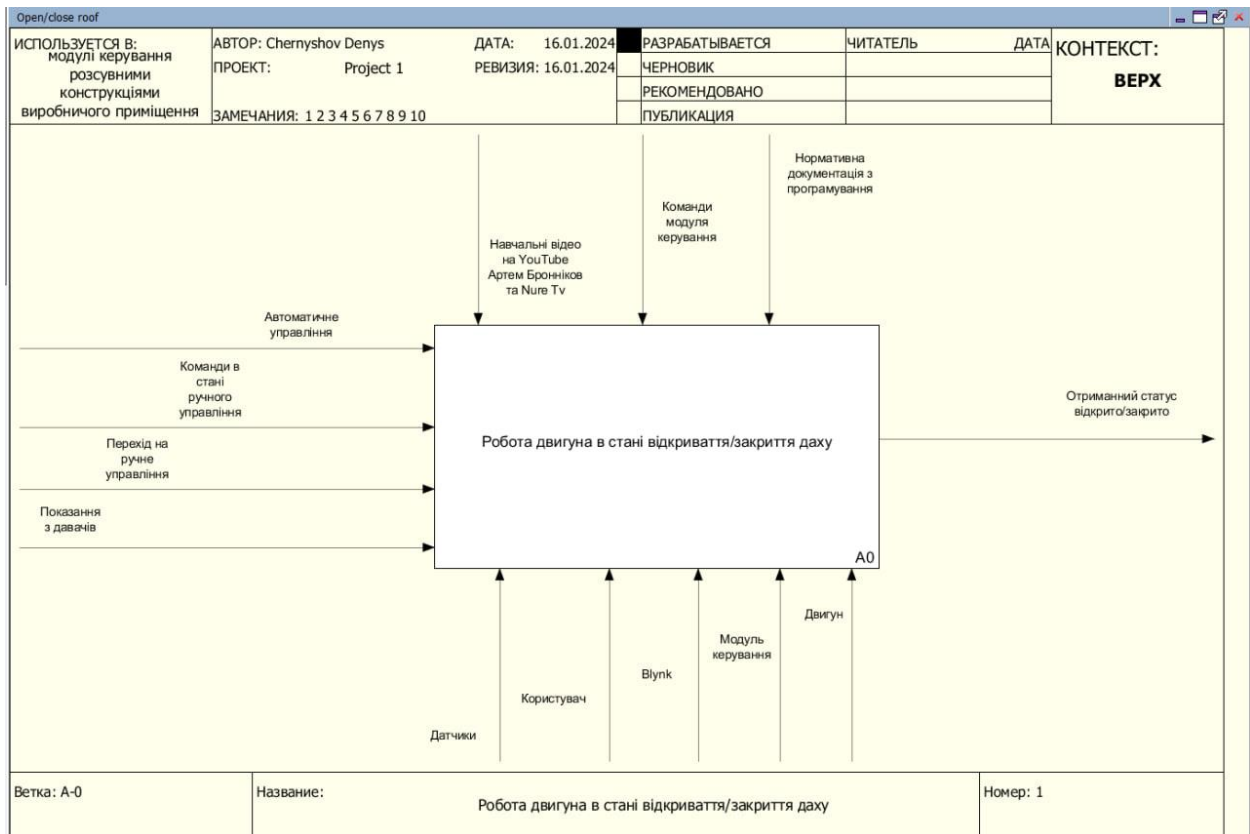 Open/close roof
ИСПОЛЬЗУЕТСЯ В:
модулі керування
розсувними
конструкціями
виробничого приміщення
АВТОР: Chernyshov Denys
ДАТА: 16.01.2024
ПРОЕКТ: Project 1
РЕВИЗИЯ: 16.01.2024
ЗАМЕЧАНИЯ: 1 2 3 4 5 6 7 8 9 10
РАЗРАБАТЫВАЕТСЯ
ЧЕРНОВИК
РЕКОМЕНДОВАНО
ПУБЛИКАЦИЯ
ЧИТАТЕЛЬ ДАТА
КОНТЕКСТ:
ВЕРХ
Навчальні відео
на YouTube
Артем Бронніков
та Nure Tv
Команди
модуля
керування
Нормативна
документація з
програмування
Автоматичне
управління
Команди в
стані
ручного
управління
Перехід на
ручне
управління
Показання
з давачів
Робота двигуна в стані відкриваття/закриття даху
A0
Отриманний статус
відкрито/закрито
Датчики
Користувач
Blynk
Модуль
керування
Двигун
Ветка: A-0
Название:
Робота двигуна в стані відкриваття/закриття даху
Номер: 1